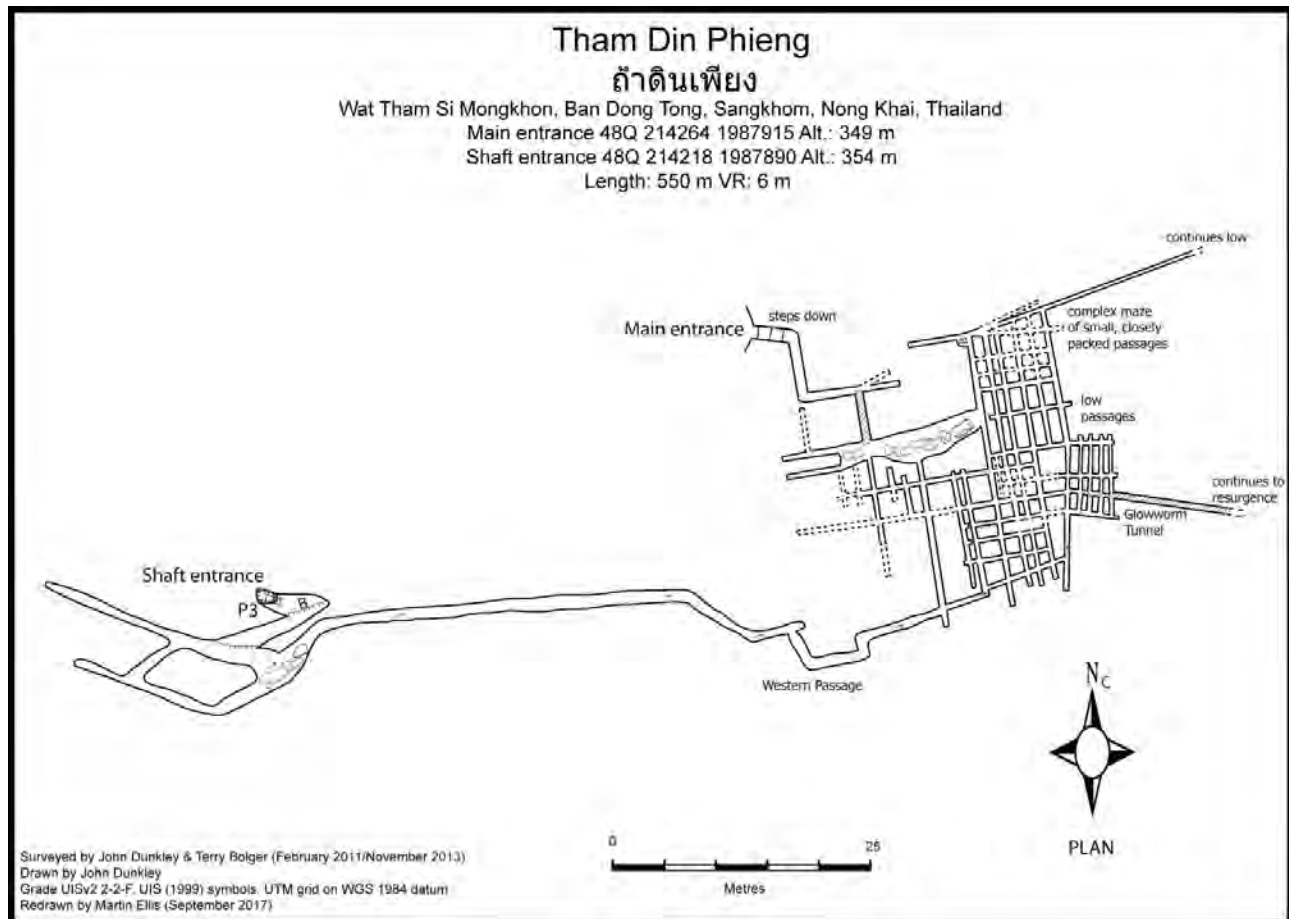 Tham Din Phieng
ถ้ำดินเพียง
Wat Tham Si Mongkhon, Ban Dong Tong, Sangkhom, Nong Khai, Thailand
Main entrance 48Q 214264 1987915 Alt.: 349 m
Shaft entrance 48Q 214218 1987890 Alt.: 354 m
Length: 550 m VR: 6 m
continues low
Main entrance
steps down
complex maze
of small, closely
packed passages
low
passages
continues to
resurgence
Glowworm
Tunnel
Shaft entrance
P3
Western Passage
Nc
PLAN
0
25
Metres
Surveyed by John Dunkley & Terry Bolger (February 2011/November 2013)
Drawn by John Dunkley
Grade UISv2 2-2-F. UIS (1999) symbols. UTM grid on WGS 1984 datum
Redrawn by Martin Ellis (September 2017)